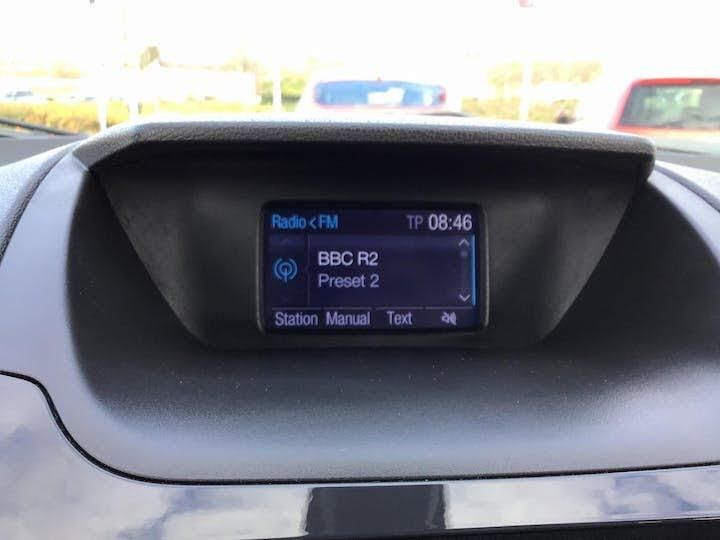 Radio < FM TP 08:46
BBC R2
Preset 2
Station Manual Text